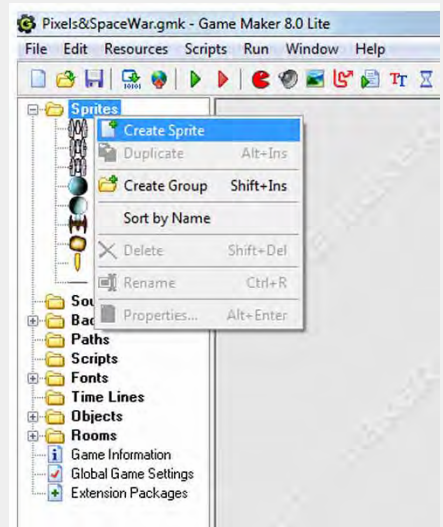 Pixels&SpaceWar.gmk - Game Maker 8.0 Lite
File Edit Resources Scripts Run Window Help
Sprites
Create Sprite
Duplicate Alt+Ins
Create Group Shift+Ins
Sort by Name
Delete Shift+Del
Rename Ctrl+R
Properties... Alt+Enter
Sou
Bac
Paths
Scripts
Fonts
Time Lines
Objects
Rooms
Game Information
Global Game Settings
Extension Packages